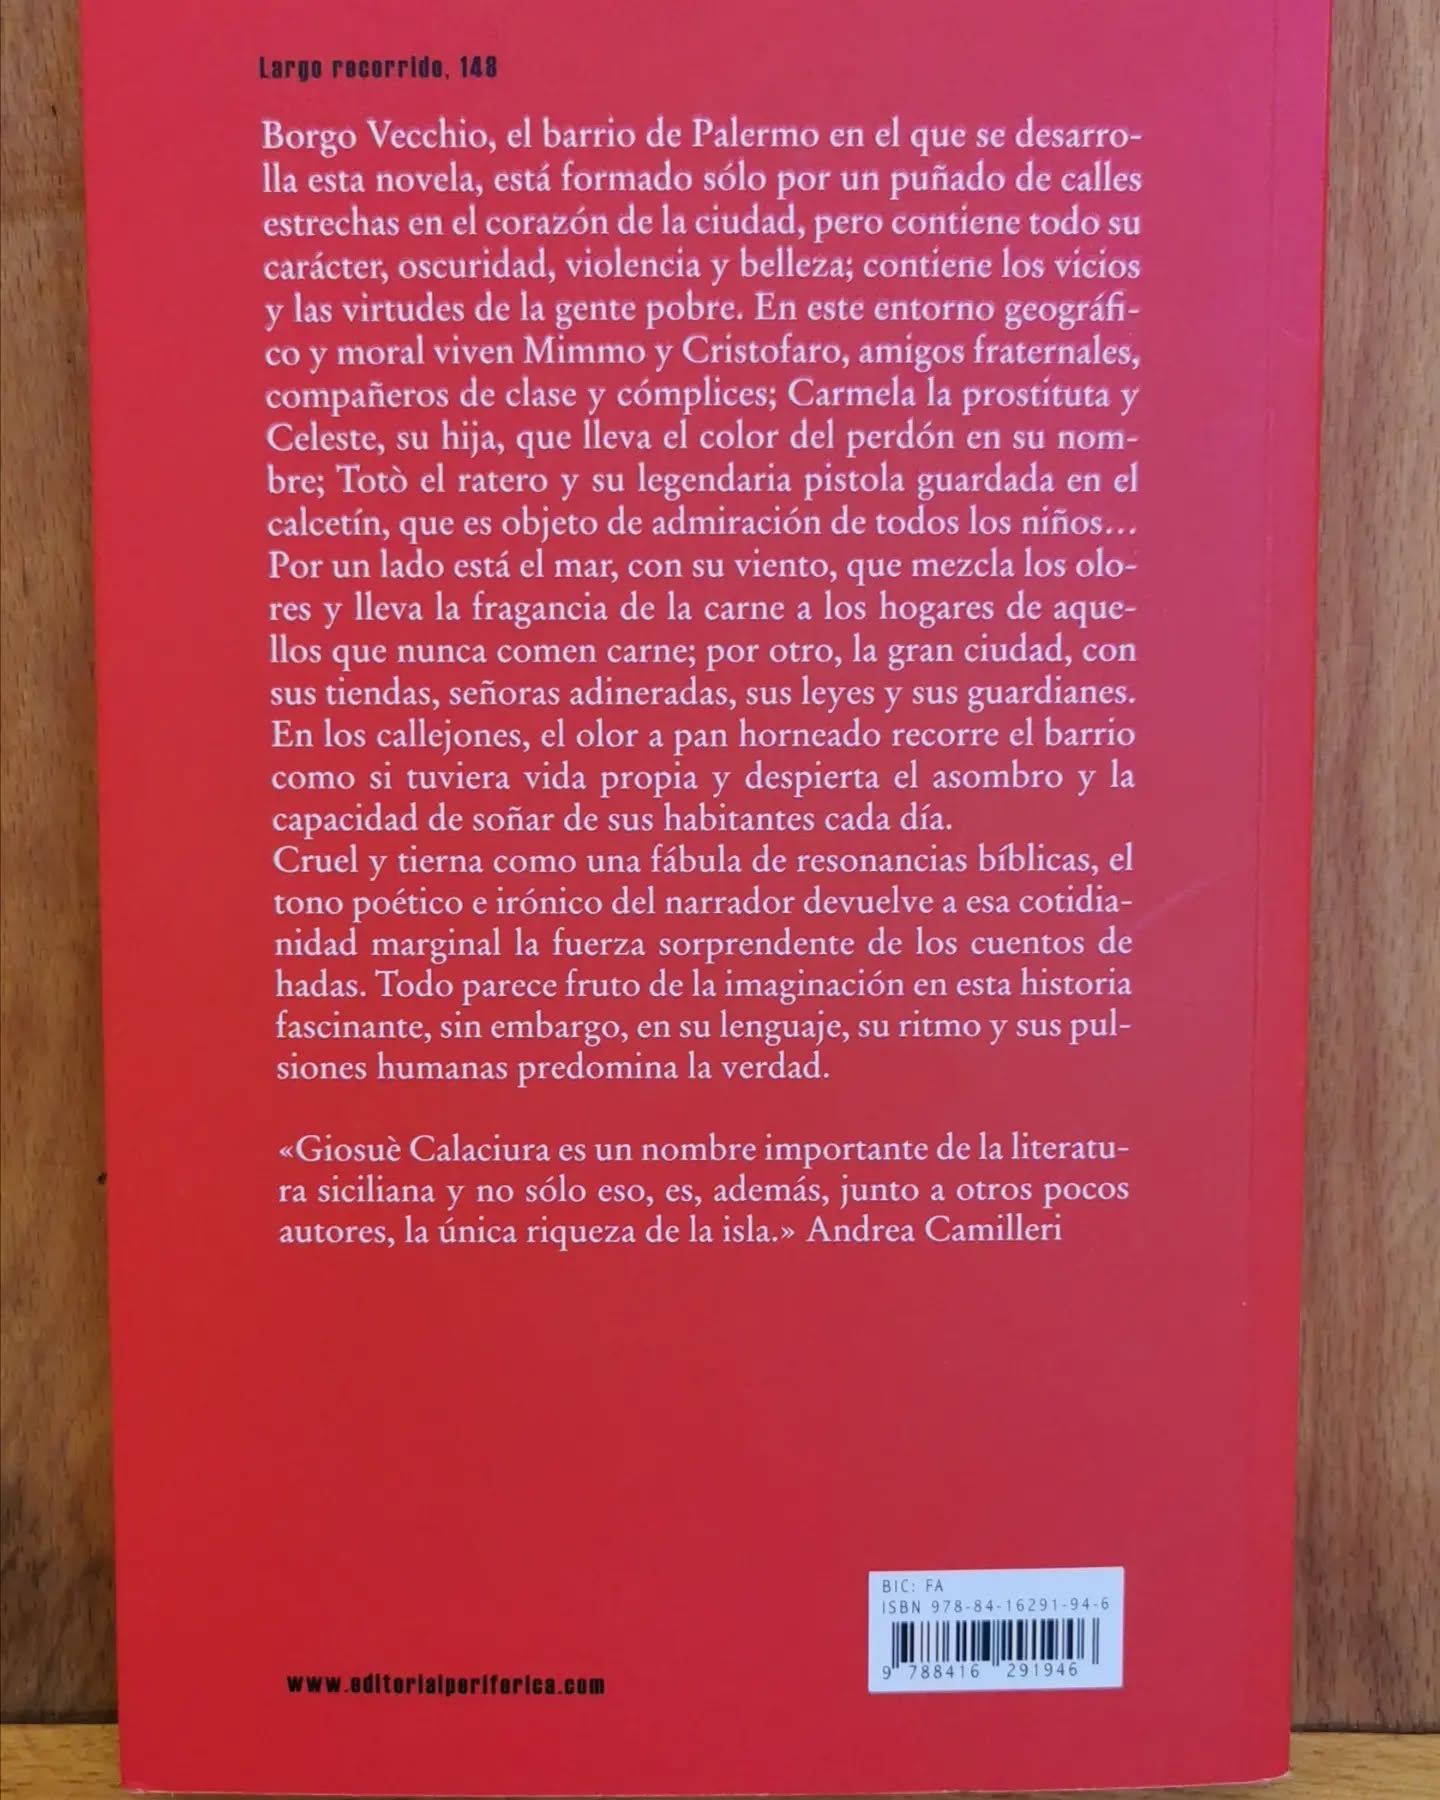 Largo recorrido, 148
Borgo Vecchio, el barrio de Palermo en el que se desarro-
lla esta novela, está formado sólo por un puñado de calles
estrechas en el corazón de la ciudad, pero contiene todo su
carácter, oscuridad, violencia y belleza; contiene los vicios
y las virtudes de la gente pobre. En este entorno geográfi-
co y moral viven Mimmo y Cristofaro, amigos fraternales,
compañeros de clase y cómplices; Carmela la prostituta y
Celeste, su hija, que lleva el color del perdón en su nom-
bre; Totò el ratero y su legendaria pistola guardada en el
calcetín, que es objeto de admiración de todos los niños...
Por un lado está el mar, con su viento, que mezcla los olo-
res y lleva la fragancia de la carne a los hogares de aque-
llos que nunca comen carne; por otro, la gran ciudad, con
sus tiendas, señoras adineradas, sus leyes y sus guardianes.
En los callejones, el olor a pan horneado recorre el barrio
como si tuviera vida propia y despierta el asombro y la
capacidad de soñar de sus habitantes cada día.
Cruel y tierna como una fábula de resonancias bíblicas, el
tono poético e irónico del narrador devuelve a esa cotidia-
nidad marginal la fuerza sorprendente de los cuentos de
hadas. Todo parece fruto de la imaginación en esta historia
fascinante, sin embargo, en su lenguaje, su ritmo y sus pul-
siones humanas predomina la verdad.
«Giosuè Calaciura es un nombre importante de la literatu-
ra siciliana y no sólo eso, es, además, junto a otros pocos
autores, la única riqueza de la isla.» Andrea Camilleri
BIC: FA
ISBN 978-84-16291-94-6
9 788416 291946
www.editorialperiferica.com